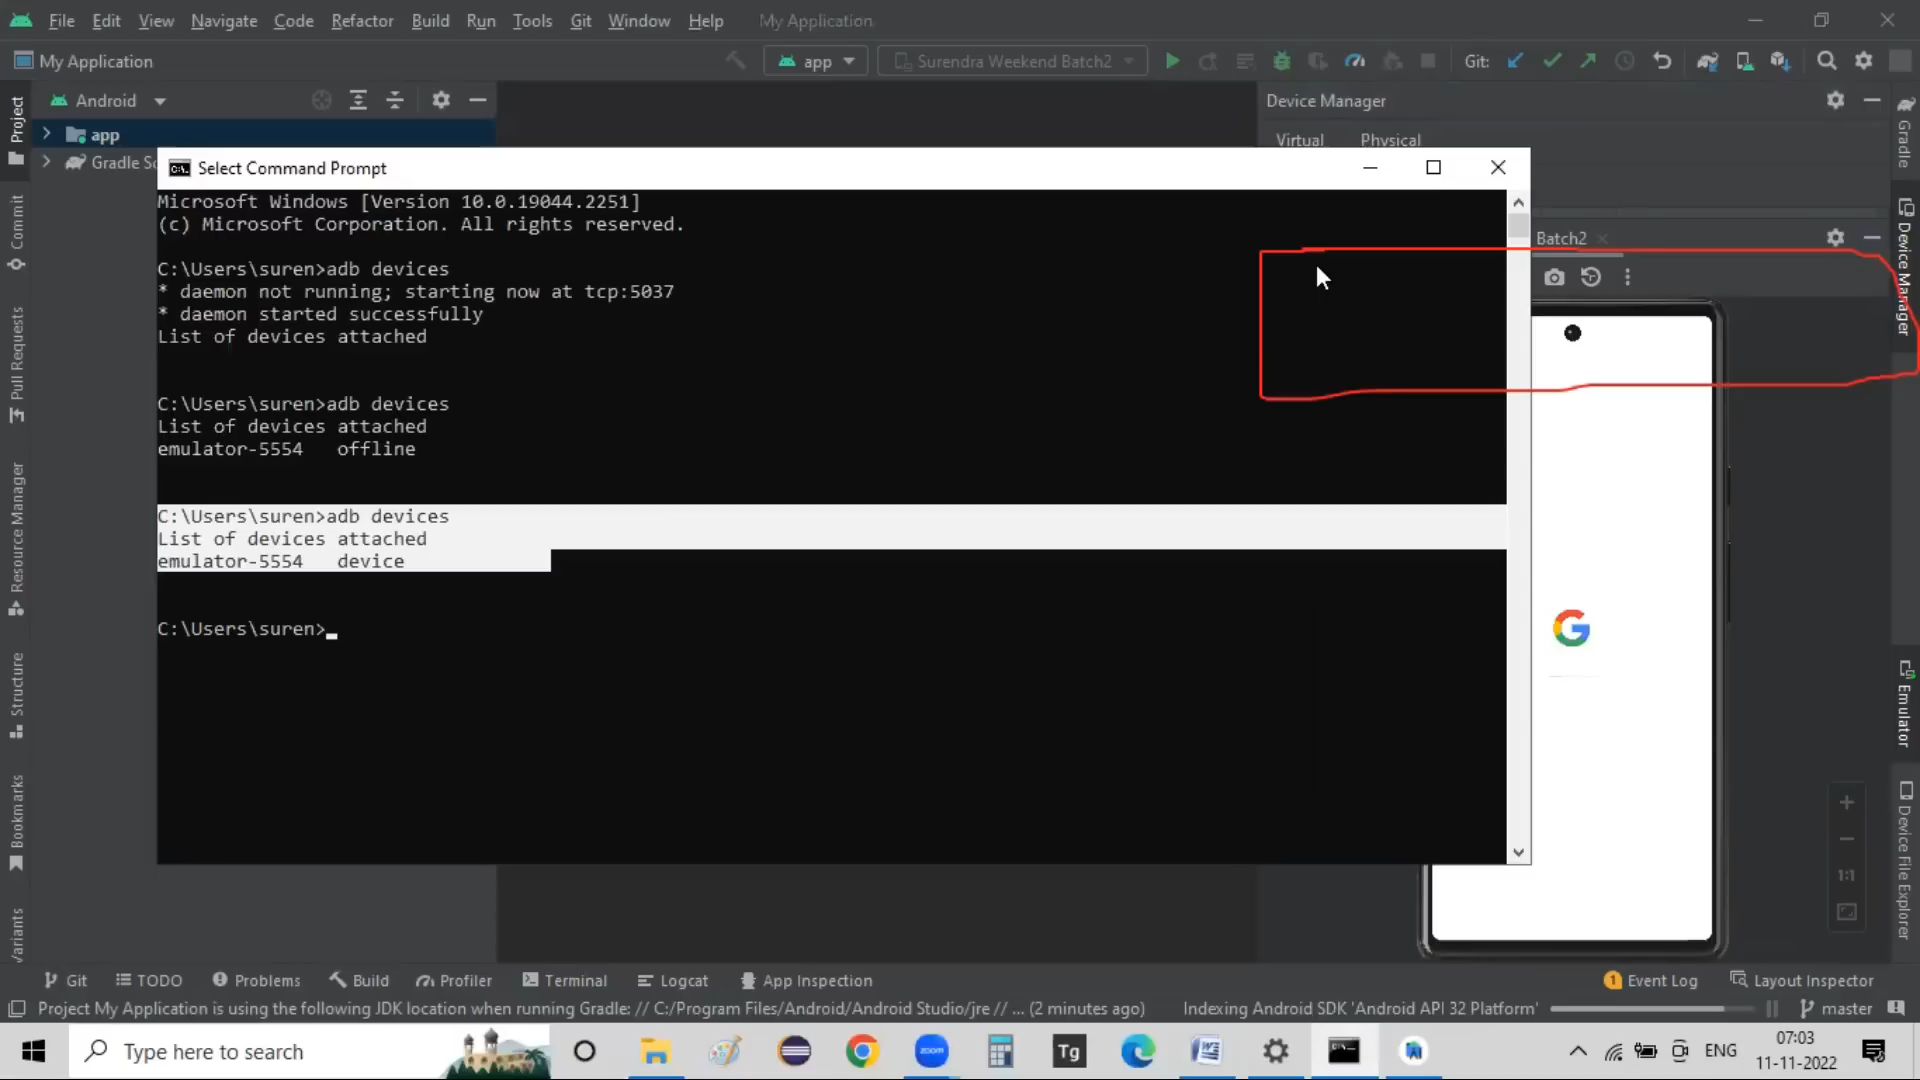 File Edit View Navigate Code Refactor Build Run Tools Git Window Help My Application
My Application
app
Surendra Weekend Batch2
Git:
Project
Android
Device Manager
app
Virtual Physical
Gradle
Select Command Prompt
Microsoft Windows [Version 10.0.19044.2251]
(c) Microsoft Corporation. All rights reserved.
C:\Users\suren>adb devices
* daemon not running; starting now at tcp:5037
* daemon started successfully
List of devices attached
C:\Users\suren>adb devices
List of devices attached
emulator-5554 offline
C:\Users\suren>adb devices
List of devices attached
emulator-5554 device
C:\Users\suren>
Batch2
Commit
Pull Requests
Resource Manager
Structure
Bookmarks
Gradle
Device Manager
Emulator
Device File Explorer
1:1
Git TODO Problems Build Profiler Terminal Logcat App Inspection
1 Event Log Layout Inspector
Project My Application is using the following JDK location when running Gradle: // C:/Program Files/Android/Android Studio/jre // ... (2 minutes ago)
Indexing Android SDK 'Android API 32 Platform'
master
Type here to search
zoom
Tg
ENG
07:03
11-11-2022